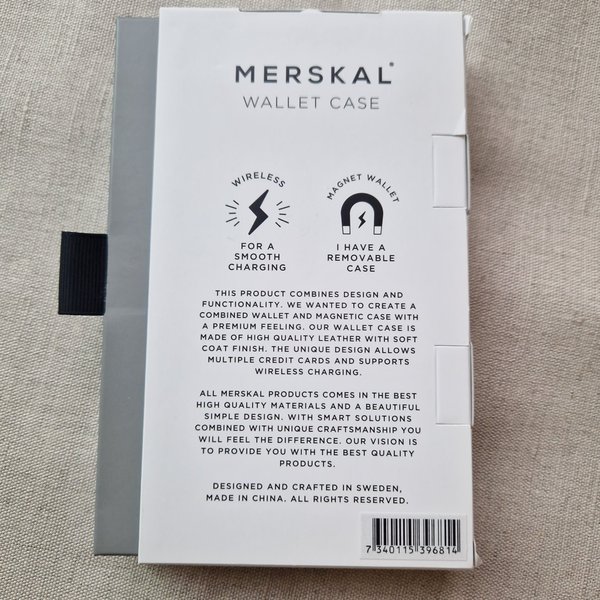 MERSKAL®
WALLET CASE
WIRELESS
FOR A
SMOOTH
CHARGING
MAGNET WALLET
I HAVE A
REMOVABLE
CASE
THIS PRODUCT COMBINES DESIGN AND
FUNCTIONALITY. WE WANTED TO CREATE A
COMBINED WALLET AND MAGNETIC CASE WITH
A PREMIUM FEELING. OUR WALLET CASE IS
MADE OF HIGH QUALITY LEATHER WITH SOFT
COAT FINISH. THE UNIQUE DESIGN ALLOWS
MULTIPLE CREDIT CARDS AND SUPPORTS
WIRELESS CHARGING.
ALL MERSKAL PRODUCTS COMES IN THE BEST
HIGH QUALITY MATERIALS AND A BEAUTIFUL
SIMPLE DESIGN. WITH SMART SOLUTIONS
COMBINED WITH UNIQUE CRAFTSMANSHIP YOU
WILL FEEL THE DIFFERENCE. OUR VISION IS
TO PROVIDE YOU WITH THE BEST QUALITY
PRODUCTS.
DESIGNED AND CRAFTED IN SWEDEN,
MADE IN CHINA. ALL RIGHTS RESERVED.
7 340115 396814